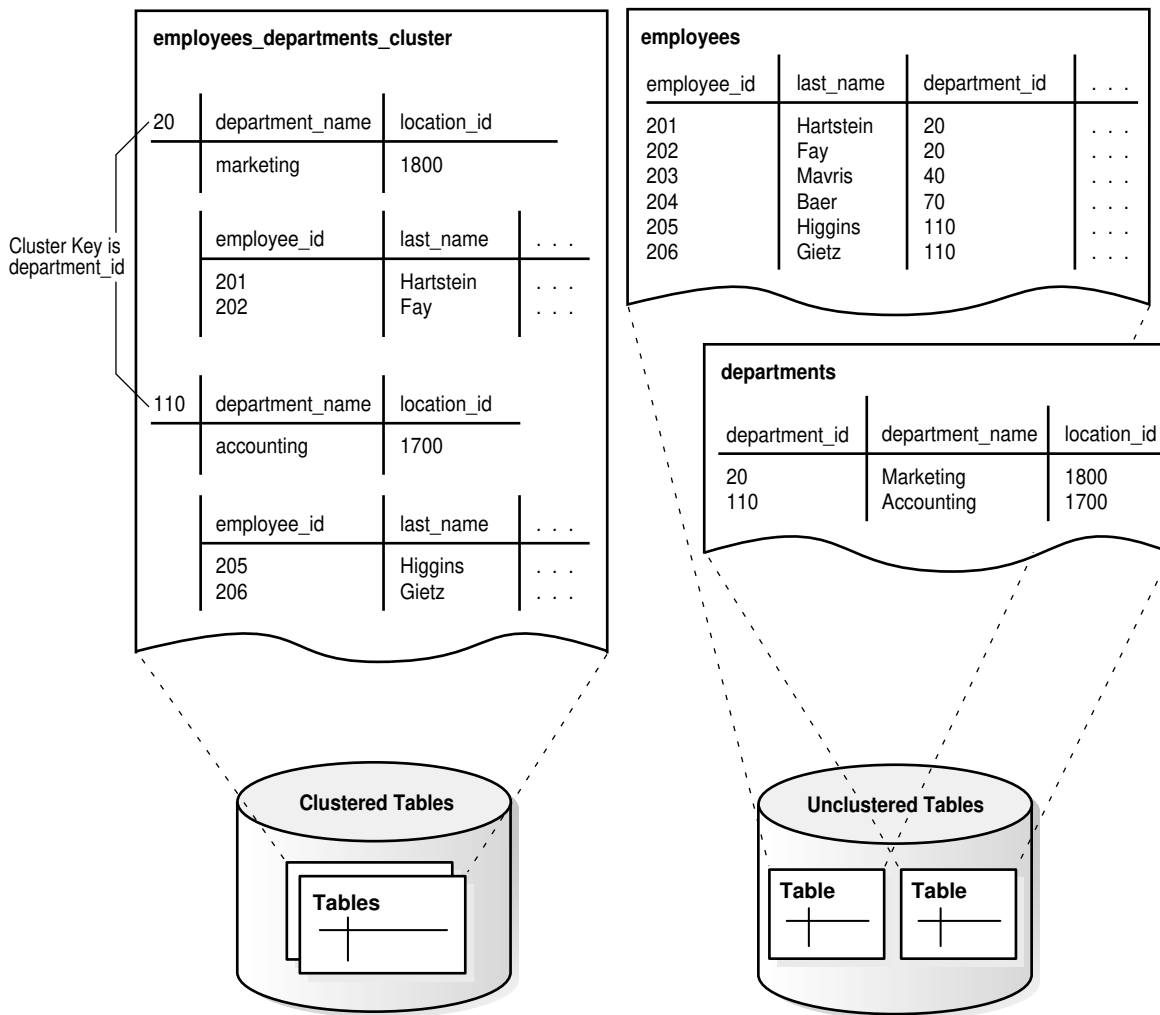 employees_departments_cluster
20 department_name location_id
marketing 1800
employee_id last_name . . .
201 Hartstein . . .
202 Fay . . .
Cluster Key is
department_id
110 department_name location_id
accounting 1700
employee_id last_name . . .
205 Higgins . . .
206 Gietz . . .
employees
employee_id last_name department_id . . .
201 Hartstein 20 . . .
202 Fay 20 . . .
203 Mavris 40 . . .
204 Baer 70 . . .
205 Higgins 110 . . .
206 Gietz 110 . . .
departments
department_id department_name location_id
20 Marketing 1800
110 Accounting 1700
Clustered Tables
Tables
Unclustered Tables
Table
Table